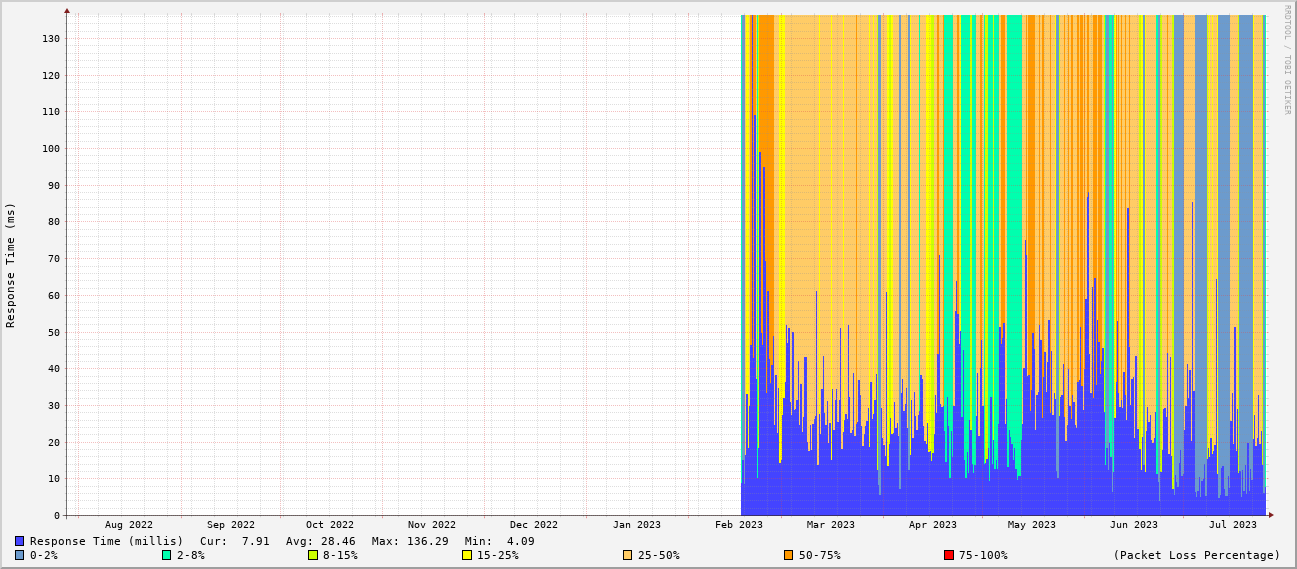 RRDTOOL / TOBI OETIKER
Response Time (ms)
130
120
110
100
90
80
70
60
50
40
30
20
10
0
Aug 2022 Sep 2022 Oct 2022 Nov 2022 Dec 2022 Jan 2023 Feb 2023 Mar 2023 Apr 2023 May 2023 Jun 2023 Jul 2023
Response Time (millis) Cur: 7.91 Avg: 28.46 Max: 136.29 Min: 4.09
0-2% 2-8% 8-15% 15-25% 25-50% 50-75% 75-100% (Packet Loss Percentage)